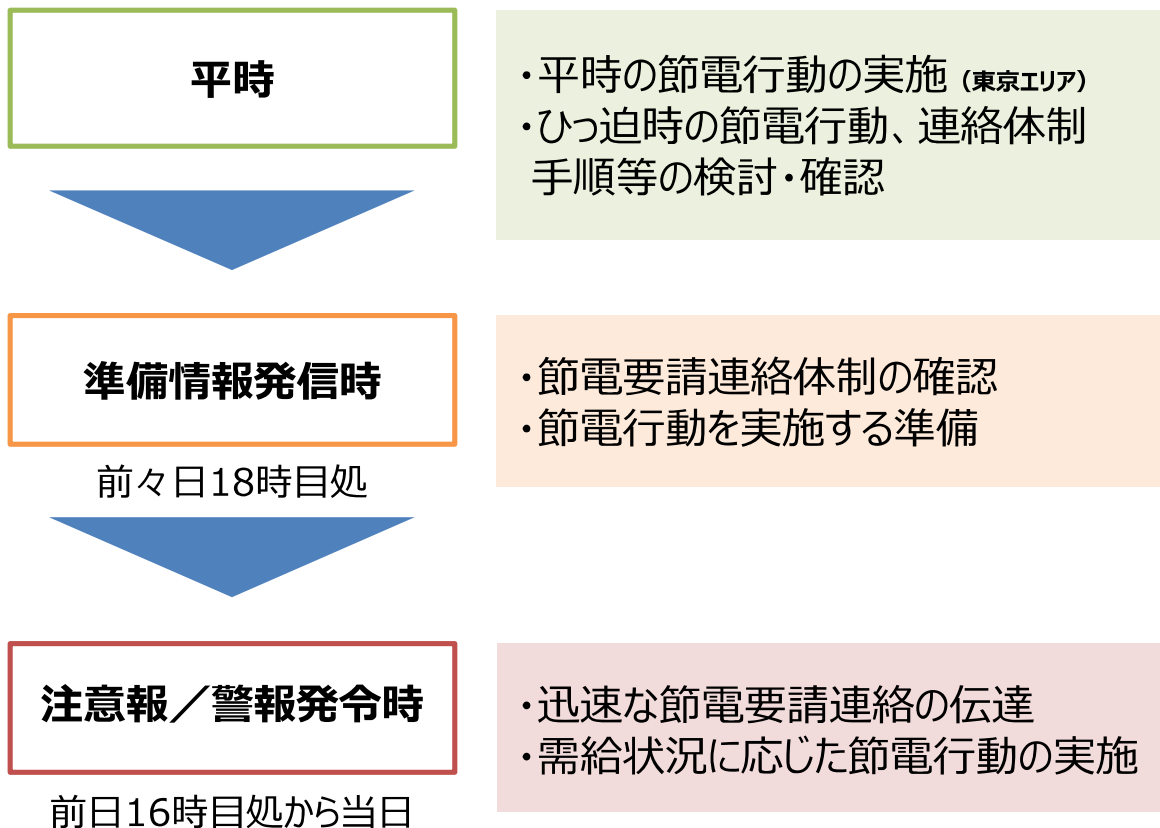 平時
・平時の節電行動の実施（東京エリア）
・ひっ迫時の節電行動、連絡体制
手順等の検討・確認
準備情報発信時
前々日18時目処
・節電要請連絡体制の確認
・節電行動を実施する準備
注意報／警報発令時
前日16時目処から当日
・迅速な節電要請連絡の伝達
・需給状況に応じた節電行動の実施